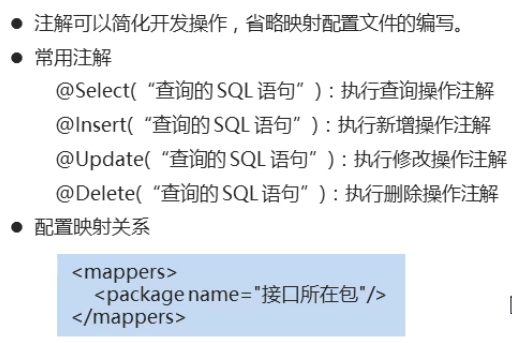 ● 注解可以简化开发操作，省略映射配置文件的编写。
● 常用注解
@Select(“查询的 SQL 语句”)：执行查询操作注解
@Insert(“查询的 SQL 语句”)：执行新增操作注解
@Update(“查询的 SQL 语句”)：执行修改操作注解
@Delete(“查询的 SQL 语句”)：执行删除操作注解
● 配置映射关系
<mappers>
<package name="接口所在包"/>
</mappers>